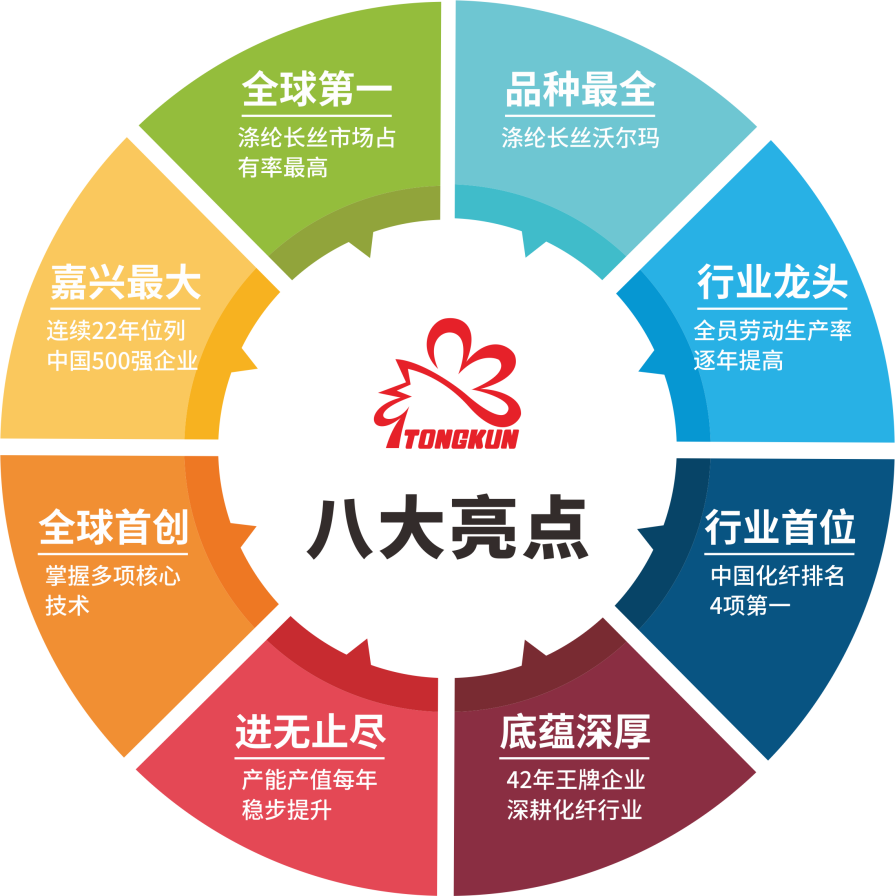 全球第一
涤纶长丝市场占
有率最高
品种最全
涤纶长丝沃尔玛
行业龙头
全员劳动生产率
逐年提高
行业首位
中国化纤排名
4项第一
底蕴深厚
42年王牌企业
深耕化纤行业
进无止尽
产能产值每年
稳步提升
全球首创
掌握多项核心
技术
嘉兴最大
连续22年位列
中国500强企业
TONGKUN
八大亮点